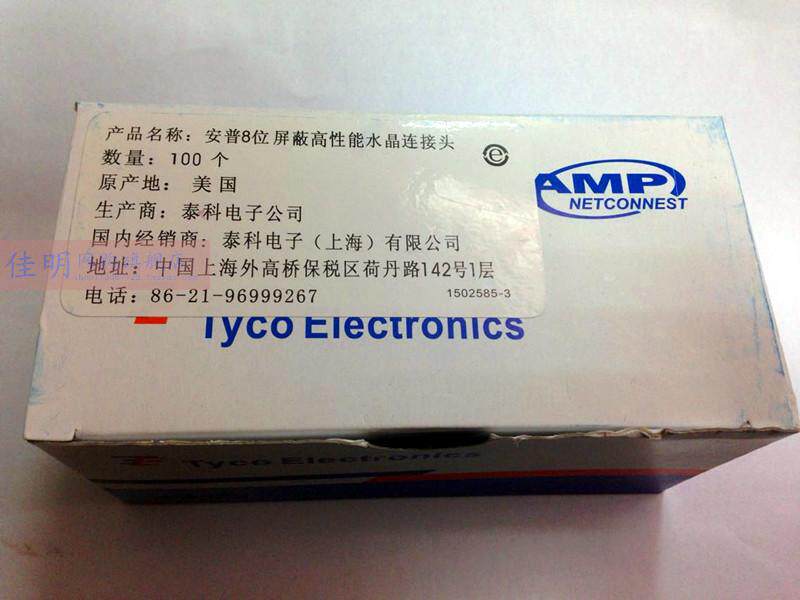 产品名称：安普8位屏蔽高性能水晶连接头
数量：100 个
原产地：美国
生产商：泰科电子公司
国内经销商：泰科电子（上海）有限公司
地址：中国上海外高桥保税区荷丹路142号1层
电话：86-21-96999267
1502585-3
AMP
NETCONNEST
Tyco Electronics
Tyco Electronics
佳明